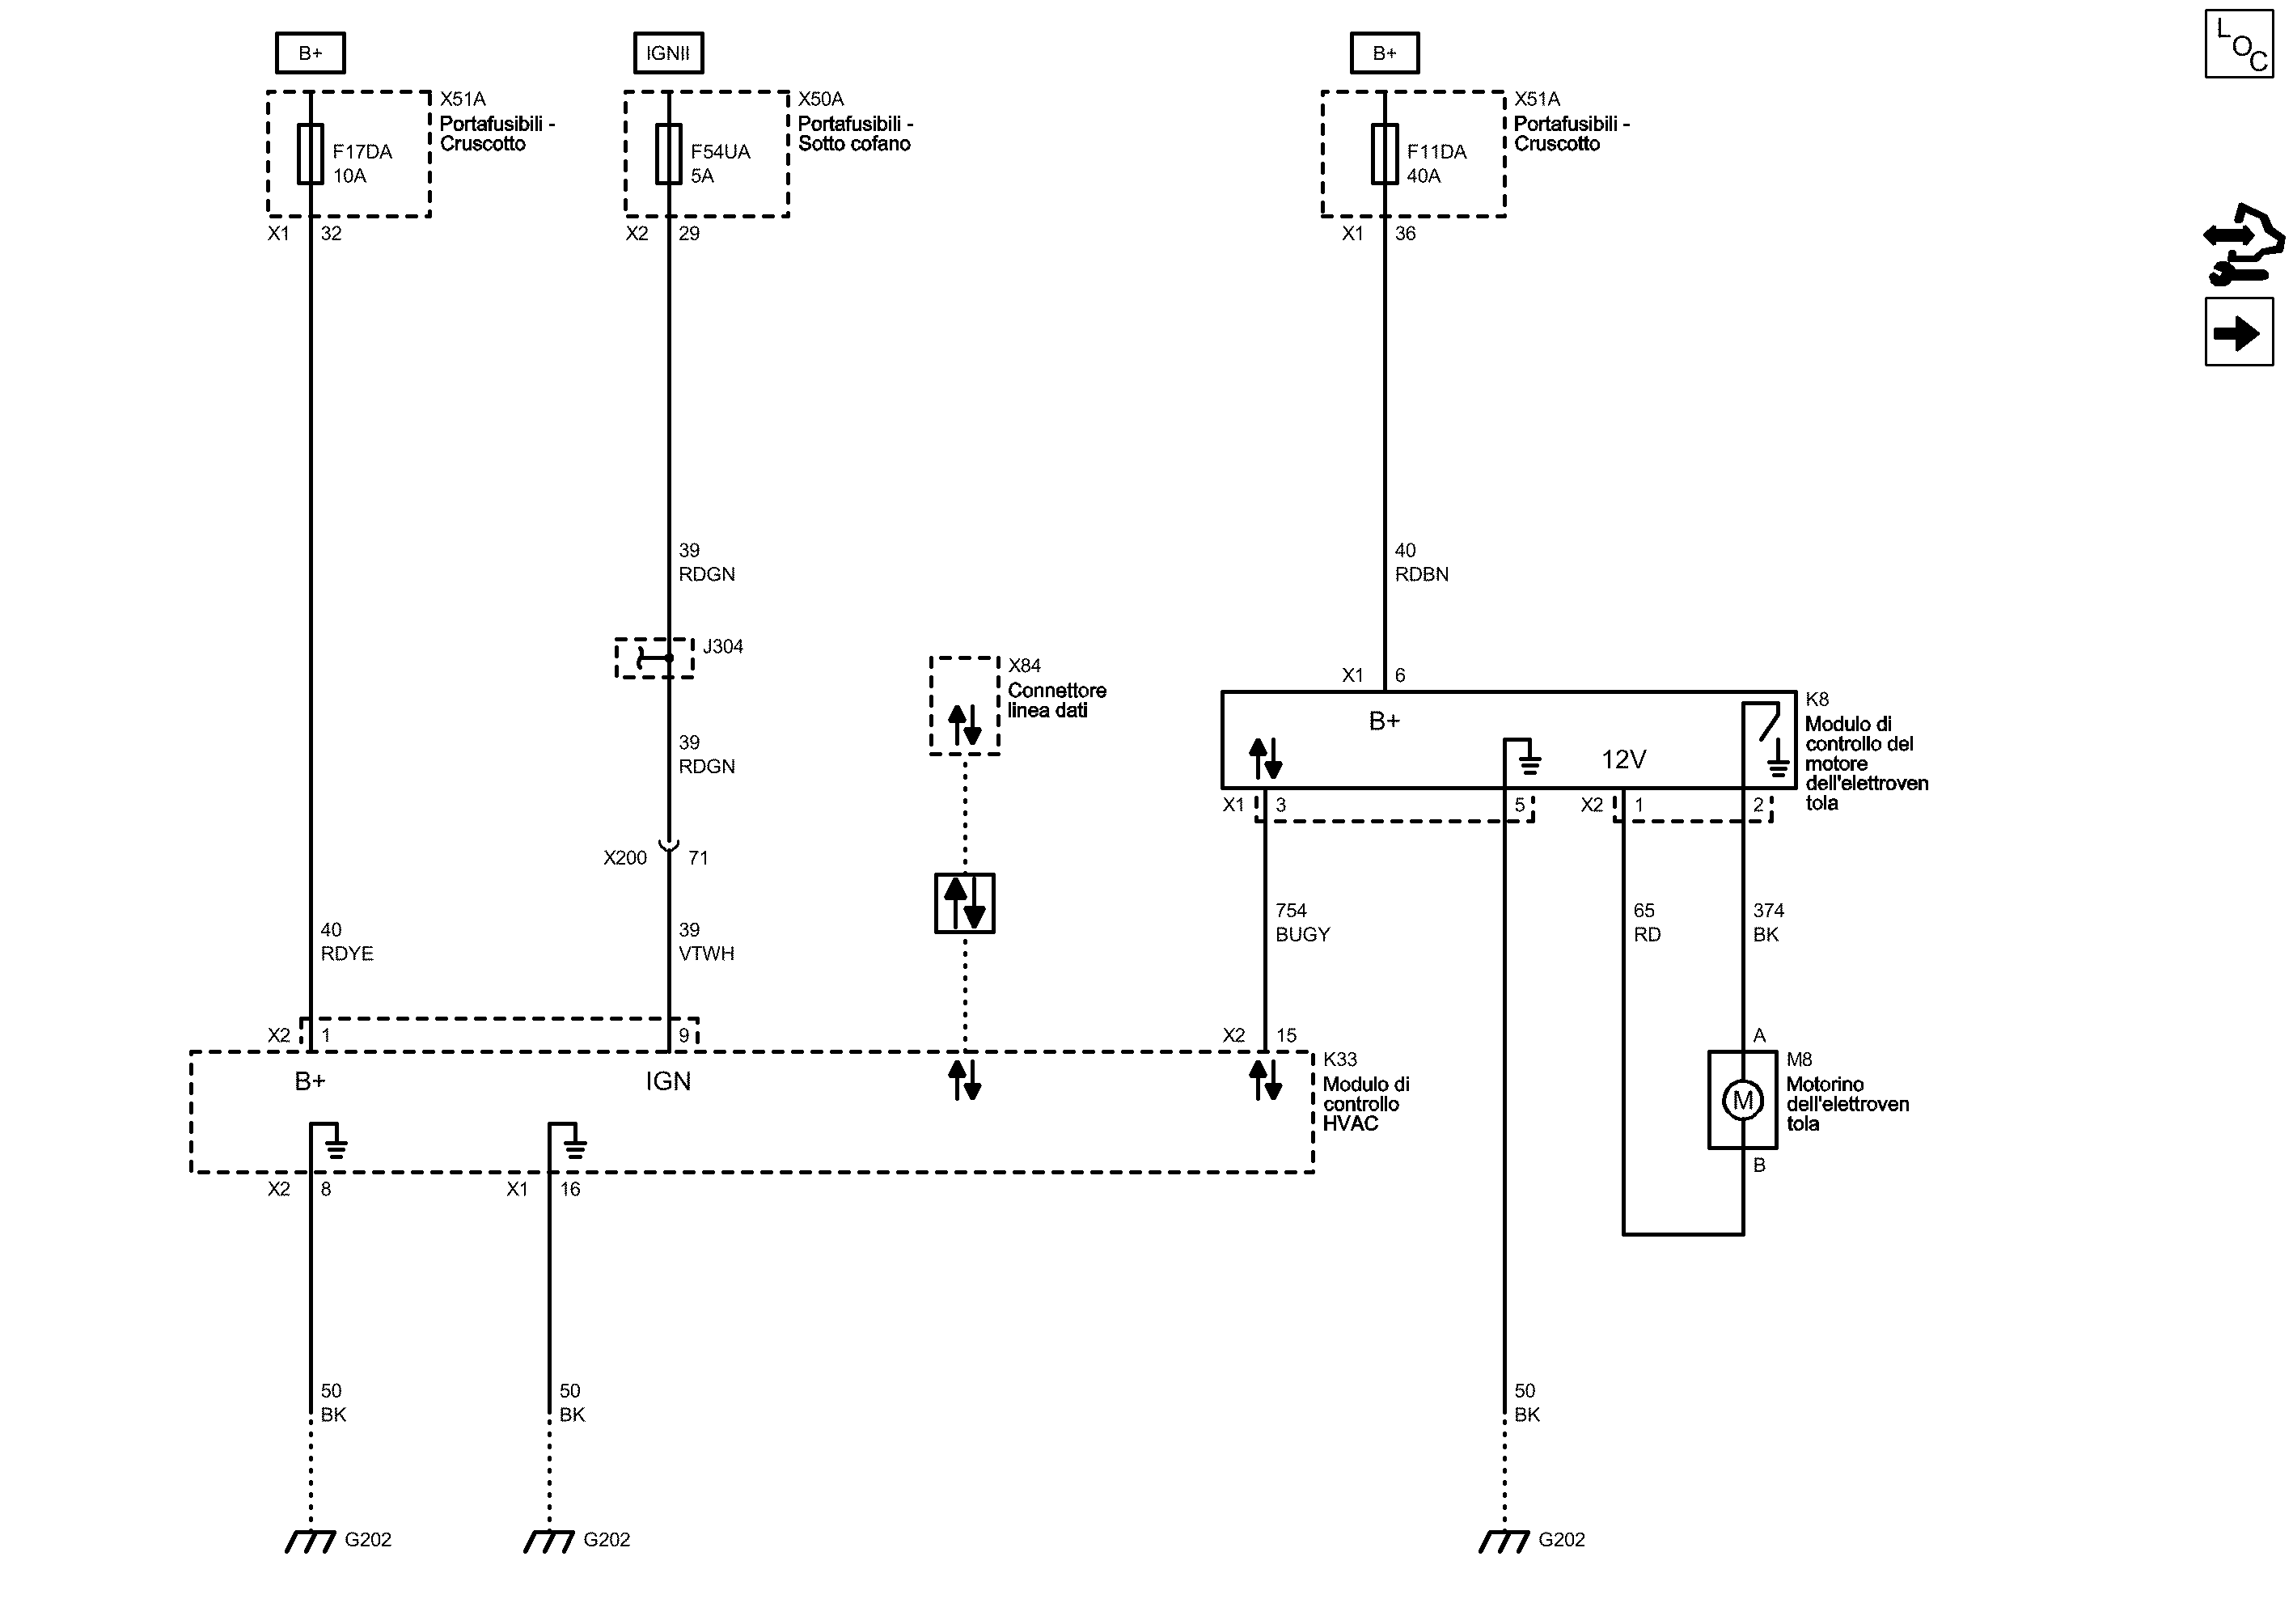 B+
IGNII
B+
L
O
C
X51A
Portafusibili -
Cruscotto
F17DA
10A
X1 32
X50A
Portafusibili -
Sotto cofano
F54UA
5A
X2 29
X51A
Portafusibili -
Cruscotto
F11DA
40A
X1 36
39
RDGN
40
RDBN
J304
X84
Connettore
linea dati
X1 6
B+
12V
K8
Modulo di
controllo del
motore
dell'elettroven
tola
39
RDGN
X1 3 5 X2 1 2
X200 71
40
RDYE
39
VTWH
754
BUGY
65
RD
374
BK
X2 1 9 X2 15 A
B+ IGN
K33
Modulo di
controllo
HVAC
M
M8
Motorino
dell'elettroven
tola
B
X2 8 X1 16
50
BK
50
BK
50
BK
G202 G202 G202